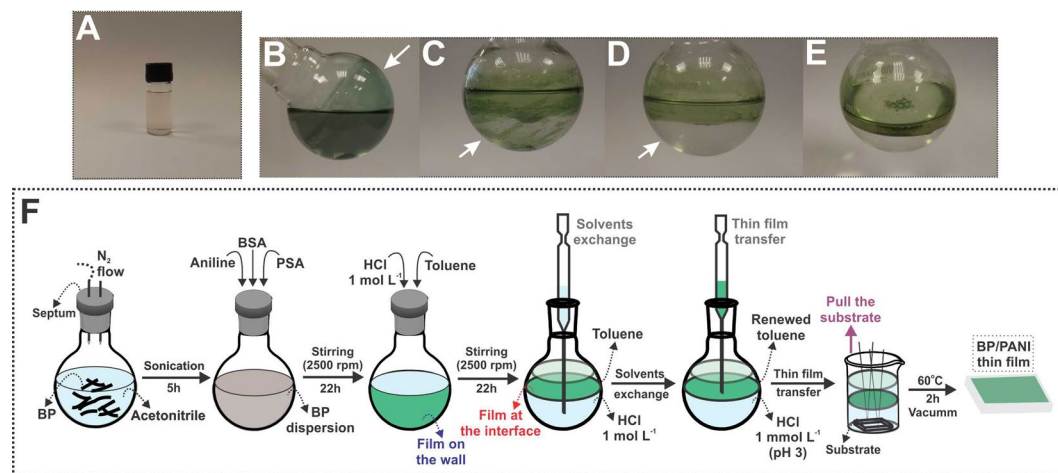 A
B
C
D
E
F
N₂
flow
Septum
BP
Acetonitrile
Sonication
5h
Aniline
BSA
PSA
BP
dispersion
Stirring
(2500 rpm)
22h
HCl
1 mol L⁻¹
Toluene
Film on
the wall
Stirring
(2500 rpm)
22h
Solvents
exchange
Toluene
Film at
the interface
HCl
1 mol L⁻¹
Solvents
exchange
Thin film
transfer
Renewed
toluene
HCl
1 mmol L⁻¹
(pH 3)
Thin film
transfer
Pull the
substrate
Substrate
60°C
2h
Vacumm
BP/PANI
thin film